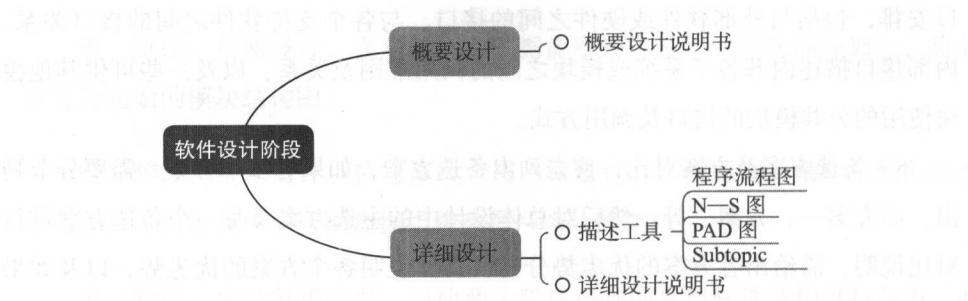 概要设计
概要设计说明书
软件设计阶段
详细设计
描述工具
程序流程图
N—S 图
PAD 图
Subtopic
详细设计说明书